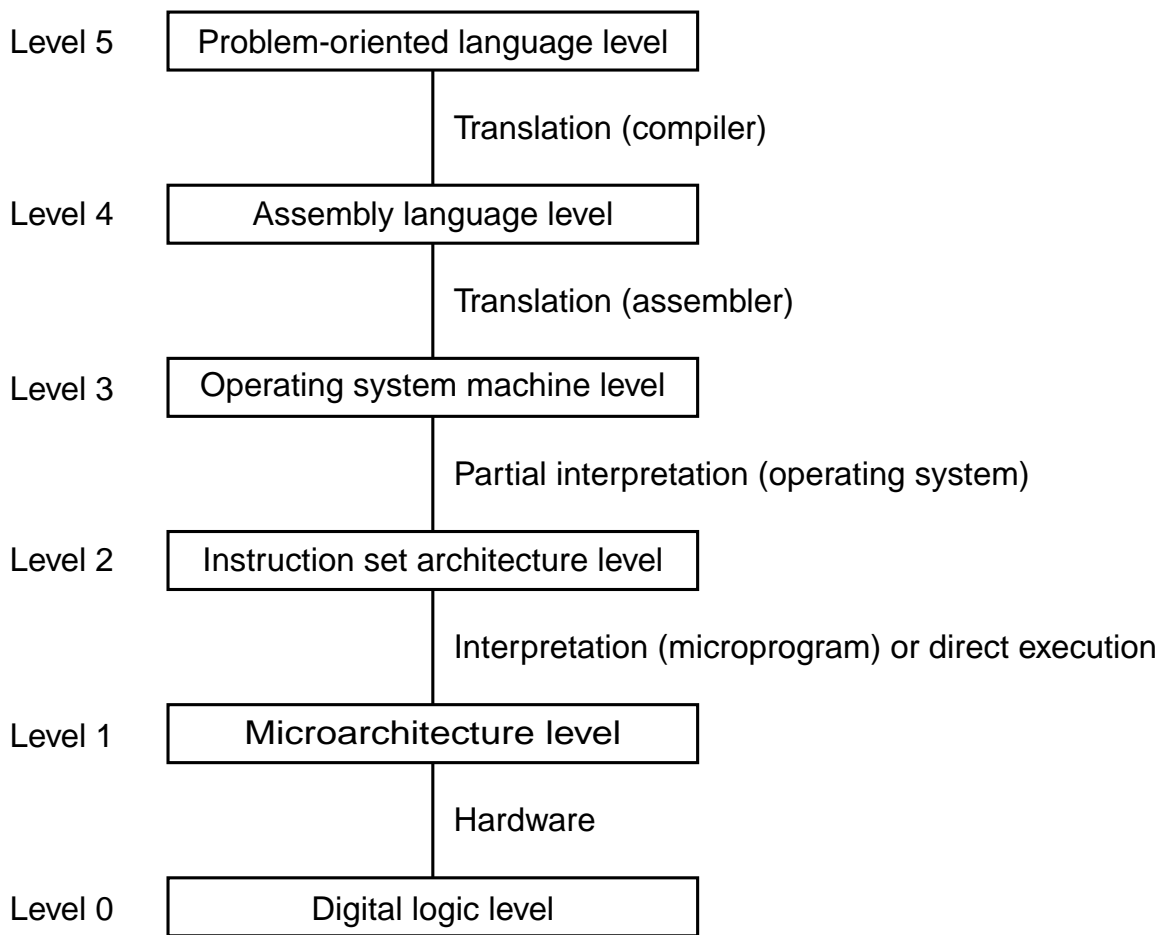 Level 5 Problem-oriented language level
Translation (compiler)
Level 4 Assembly language level
Translation (assembler)
Level 3 Operating system machine level
Partial interpretation (operating system)
Level 2 Instruction set architecture level
Interpretation (microprogram) or direct execution
Level 1 Microarchitecture level
Hardware
Level 0 Digital logic level